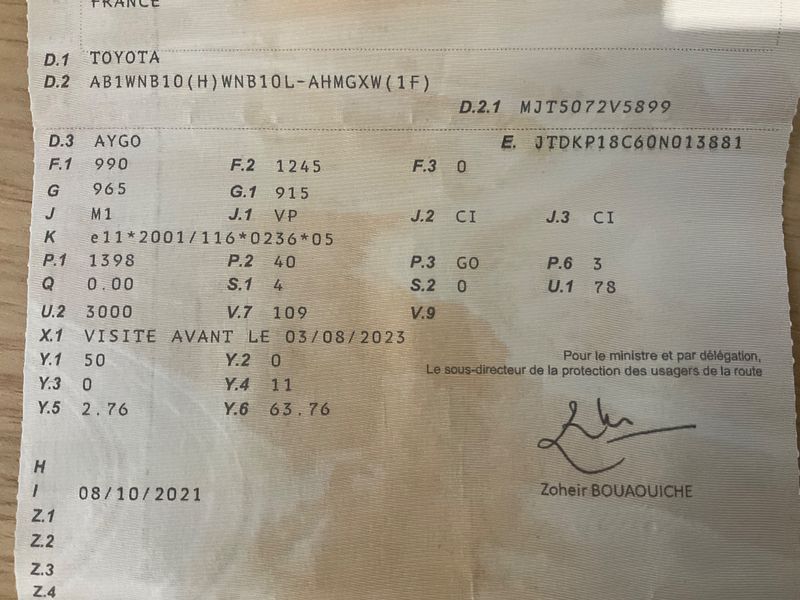 FRANCE
D.1 TOYOTA
D.2 AB1WNB10(H)WNB10L-AHMGXW(1F)
D.2.1 MJT5072V5899
D.3 AYGO E. JTDKP18C60N013881
F.1 990 F.2 1245 F.3 0
G 965 G.1 915
J M1 J.1 VP J.2 CI J.3 CI
K e11*2001/116*0236*05
P.1 1398 P.2 40 P.3 GO P.6 3
Q 0.00 S.1 4 S.2 0 U.1 78
U.2 3000 V.7 109 V.9
X.1 VISITE AVANT LE 03/08/2023
Y.1 50 Y.2 0
Pour le ministre et par délégation,
Le sous-directeur de la protection des usagers de la route
Y.3 0 Y.4 11
Y.5 2.76 Y.6 63.76
H
I 08/10/2021
Zoheir BOUAOUICHE
Z.1
Z.2
Z.3
Z.4